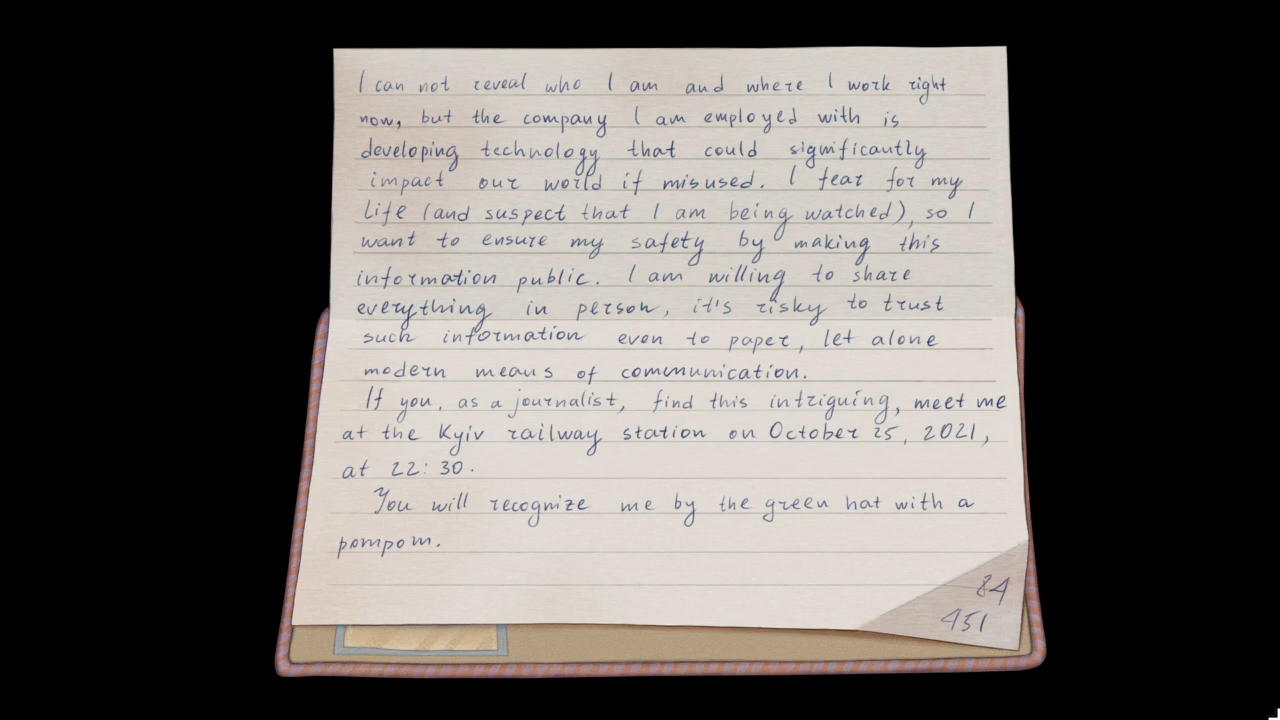 I can not reveal who I am and where I work right
now, but the company I am employed with is
developing technology that could significantly
impact our world if misused. I fear for my
life (and suspect that I am being watched), so I
want to ensure my safety by making this
information public. I am willing to share
everything in person, it's risky to trust
such information even to paper, let alone
modern means of communication.
If you, as a journalist, find this intriguing, meet me
at the Kyiv railway station on October 25, 2021,
at 22:30.
You will recognize me by the green hat with a
pompom.
84
451